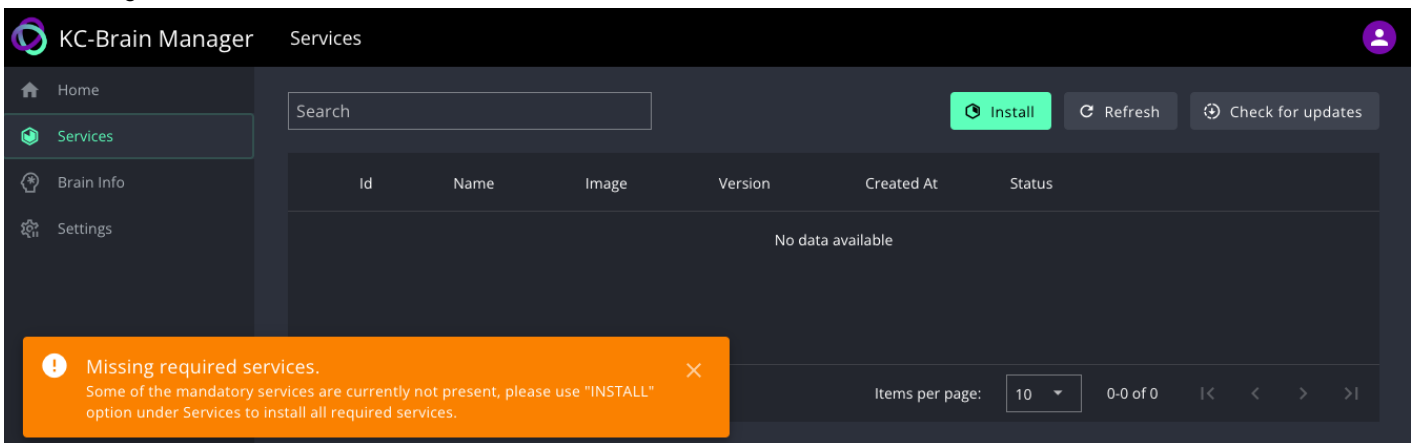 KC-Brain Manager
Services
Home
Services
Brain Info
Settings
Search
Install
Refresh
Check for updates
Id Name Image Version Created At Status
No data available
Missing required services.
Some of the mandatory services are currently not present, please use "INSTALL"
option under Services to install all required services.
Items per page: 10 0-0 of 0